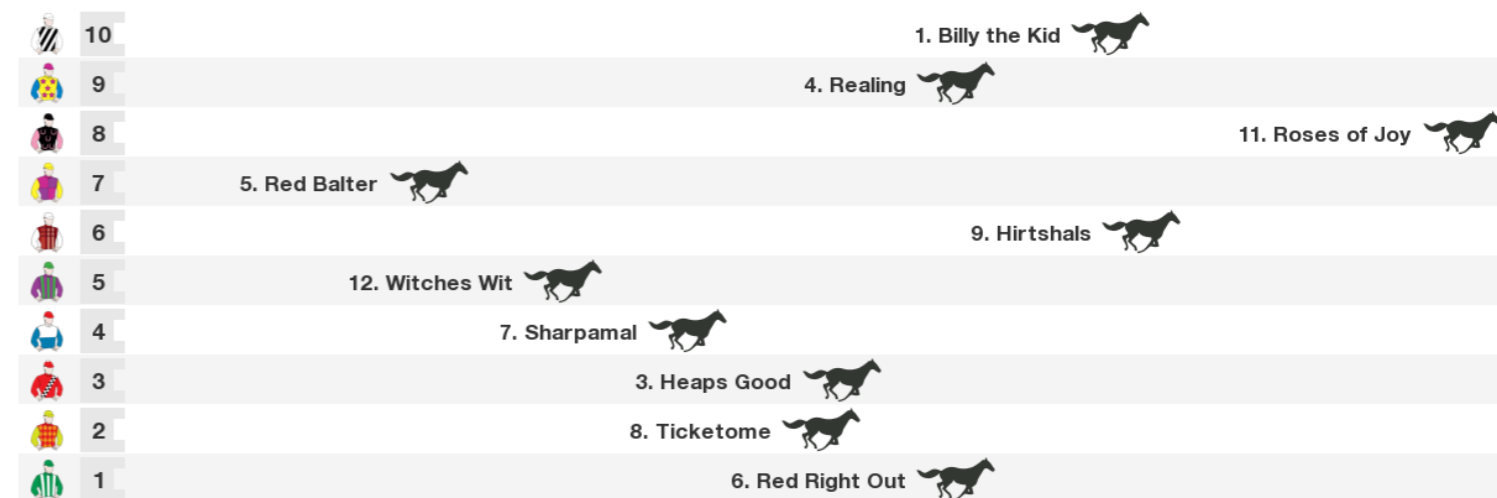 10 1. Billy the Kid
9 4. Realing
8 11. Roses of Joy
7 5. Red Balter
6 9. Hirtshals
5 12. Witches Wit
4 7. Sharpamal
3 3. Heaps Good
2 8. Ticketome
1 6. Red Right Out